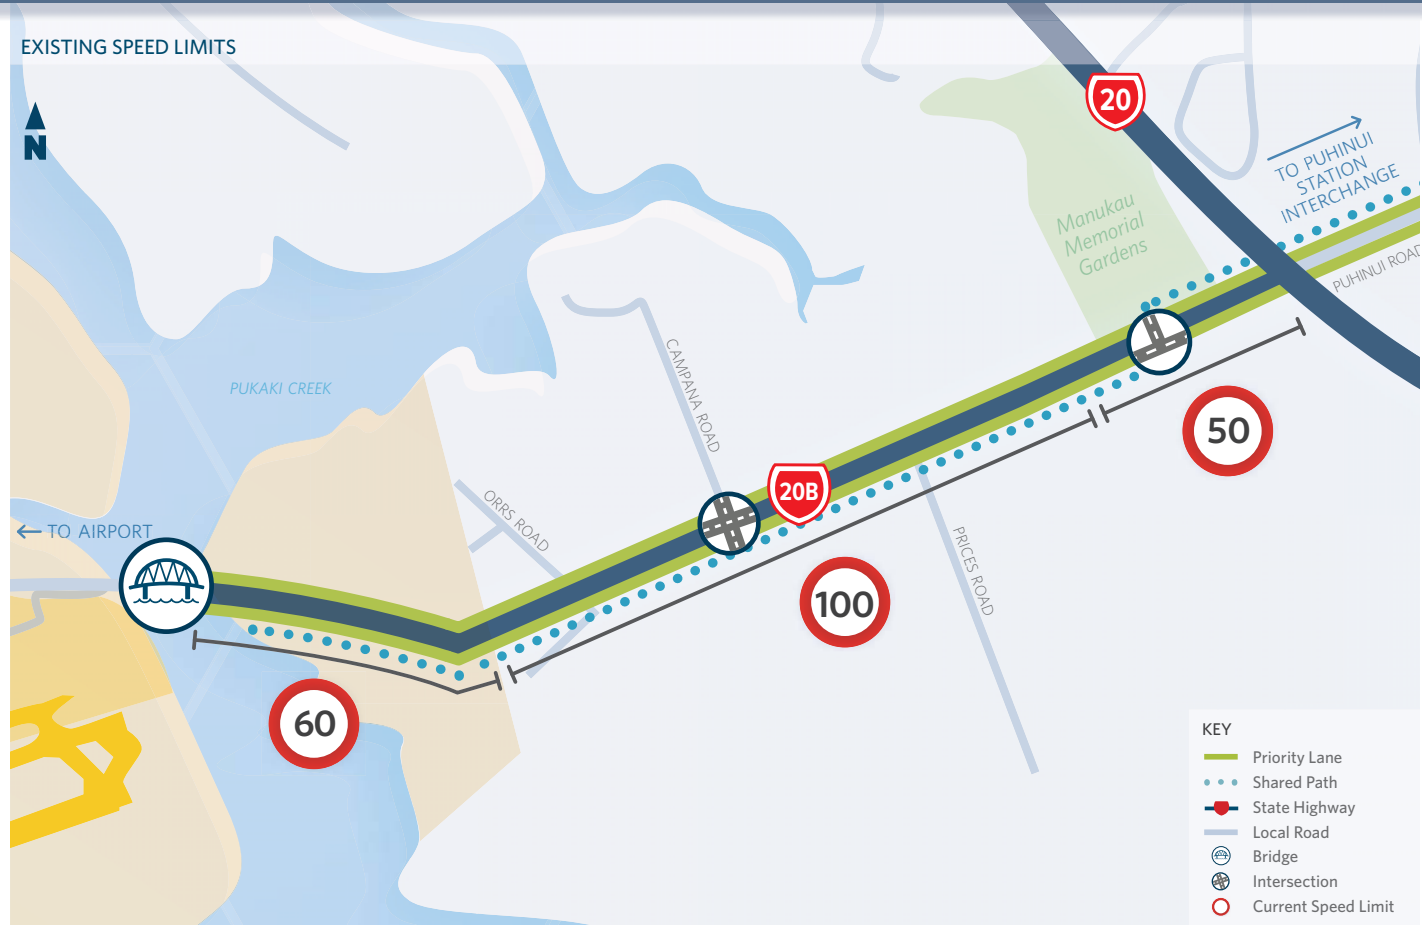 EXISTING SPEED LIMITS
N
20
TO PUHINUI
STATION
INTERCHANGE
Manukau
Memorial
Gardens
PUHINUI ROAD
CAMPANA ROAD
PUKAKI CREEK
50
20B
ORRS ROAD
← TO AIRPORT
PRICES ROAD
100
60
KEY
Priority Lane
Shared Path
State Highway
Local Road
Bridge
Intersection
Current Speed Limit